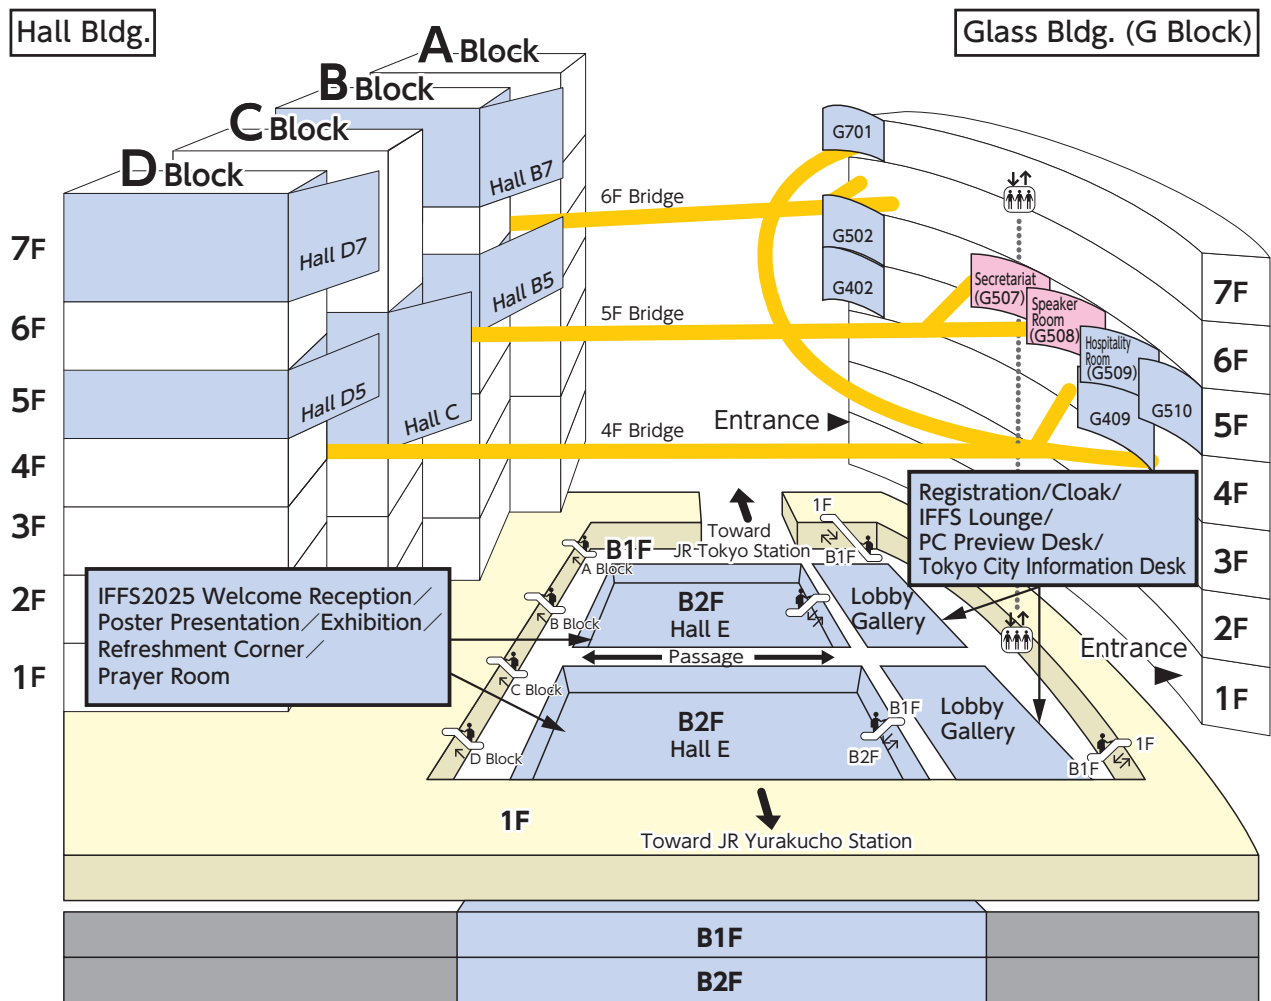 Hall Bldg.
Glass Bldg. (G Block)
A Block
B Block
C Block
D Block
Hall B7
Hall D7
Hall B5
Hall D5
Hall C
7F
6F
5F
4F
3F
2F
1F
6F Bridge
5F Bridge
4F Bridge
G701
G502
G402
Secretariat
(G507)
Speaker
Room
(G508)
Hospitality
Room
(G509)
G510
G409
7F
6F
5F
4F
3F
2F
1F
Entrance
Entrance
Registration/Cloak/
IFFS Lounge/
PC Preview Desk/
Tokyo City Information Desk
IFFS2025 Welcome Reception/
Poster Presentation/Exhibition/
Refreshment Corner/
Prayer Room
Toward
JR Tokyo Station
B1F
1F
B1F
A Block
B Block
C Block
D Block
B2F
Hall E
Lobby
Gallery
Passage
B2F
Hall E
B1F
B2F
Lobby
Gallery
1F
B1F
1F
Toward JR Yurakucho Station
B1F
B2F